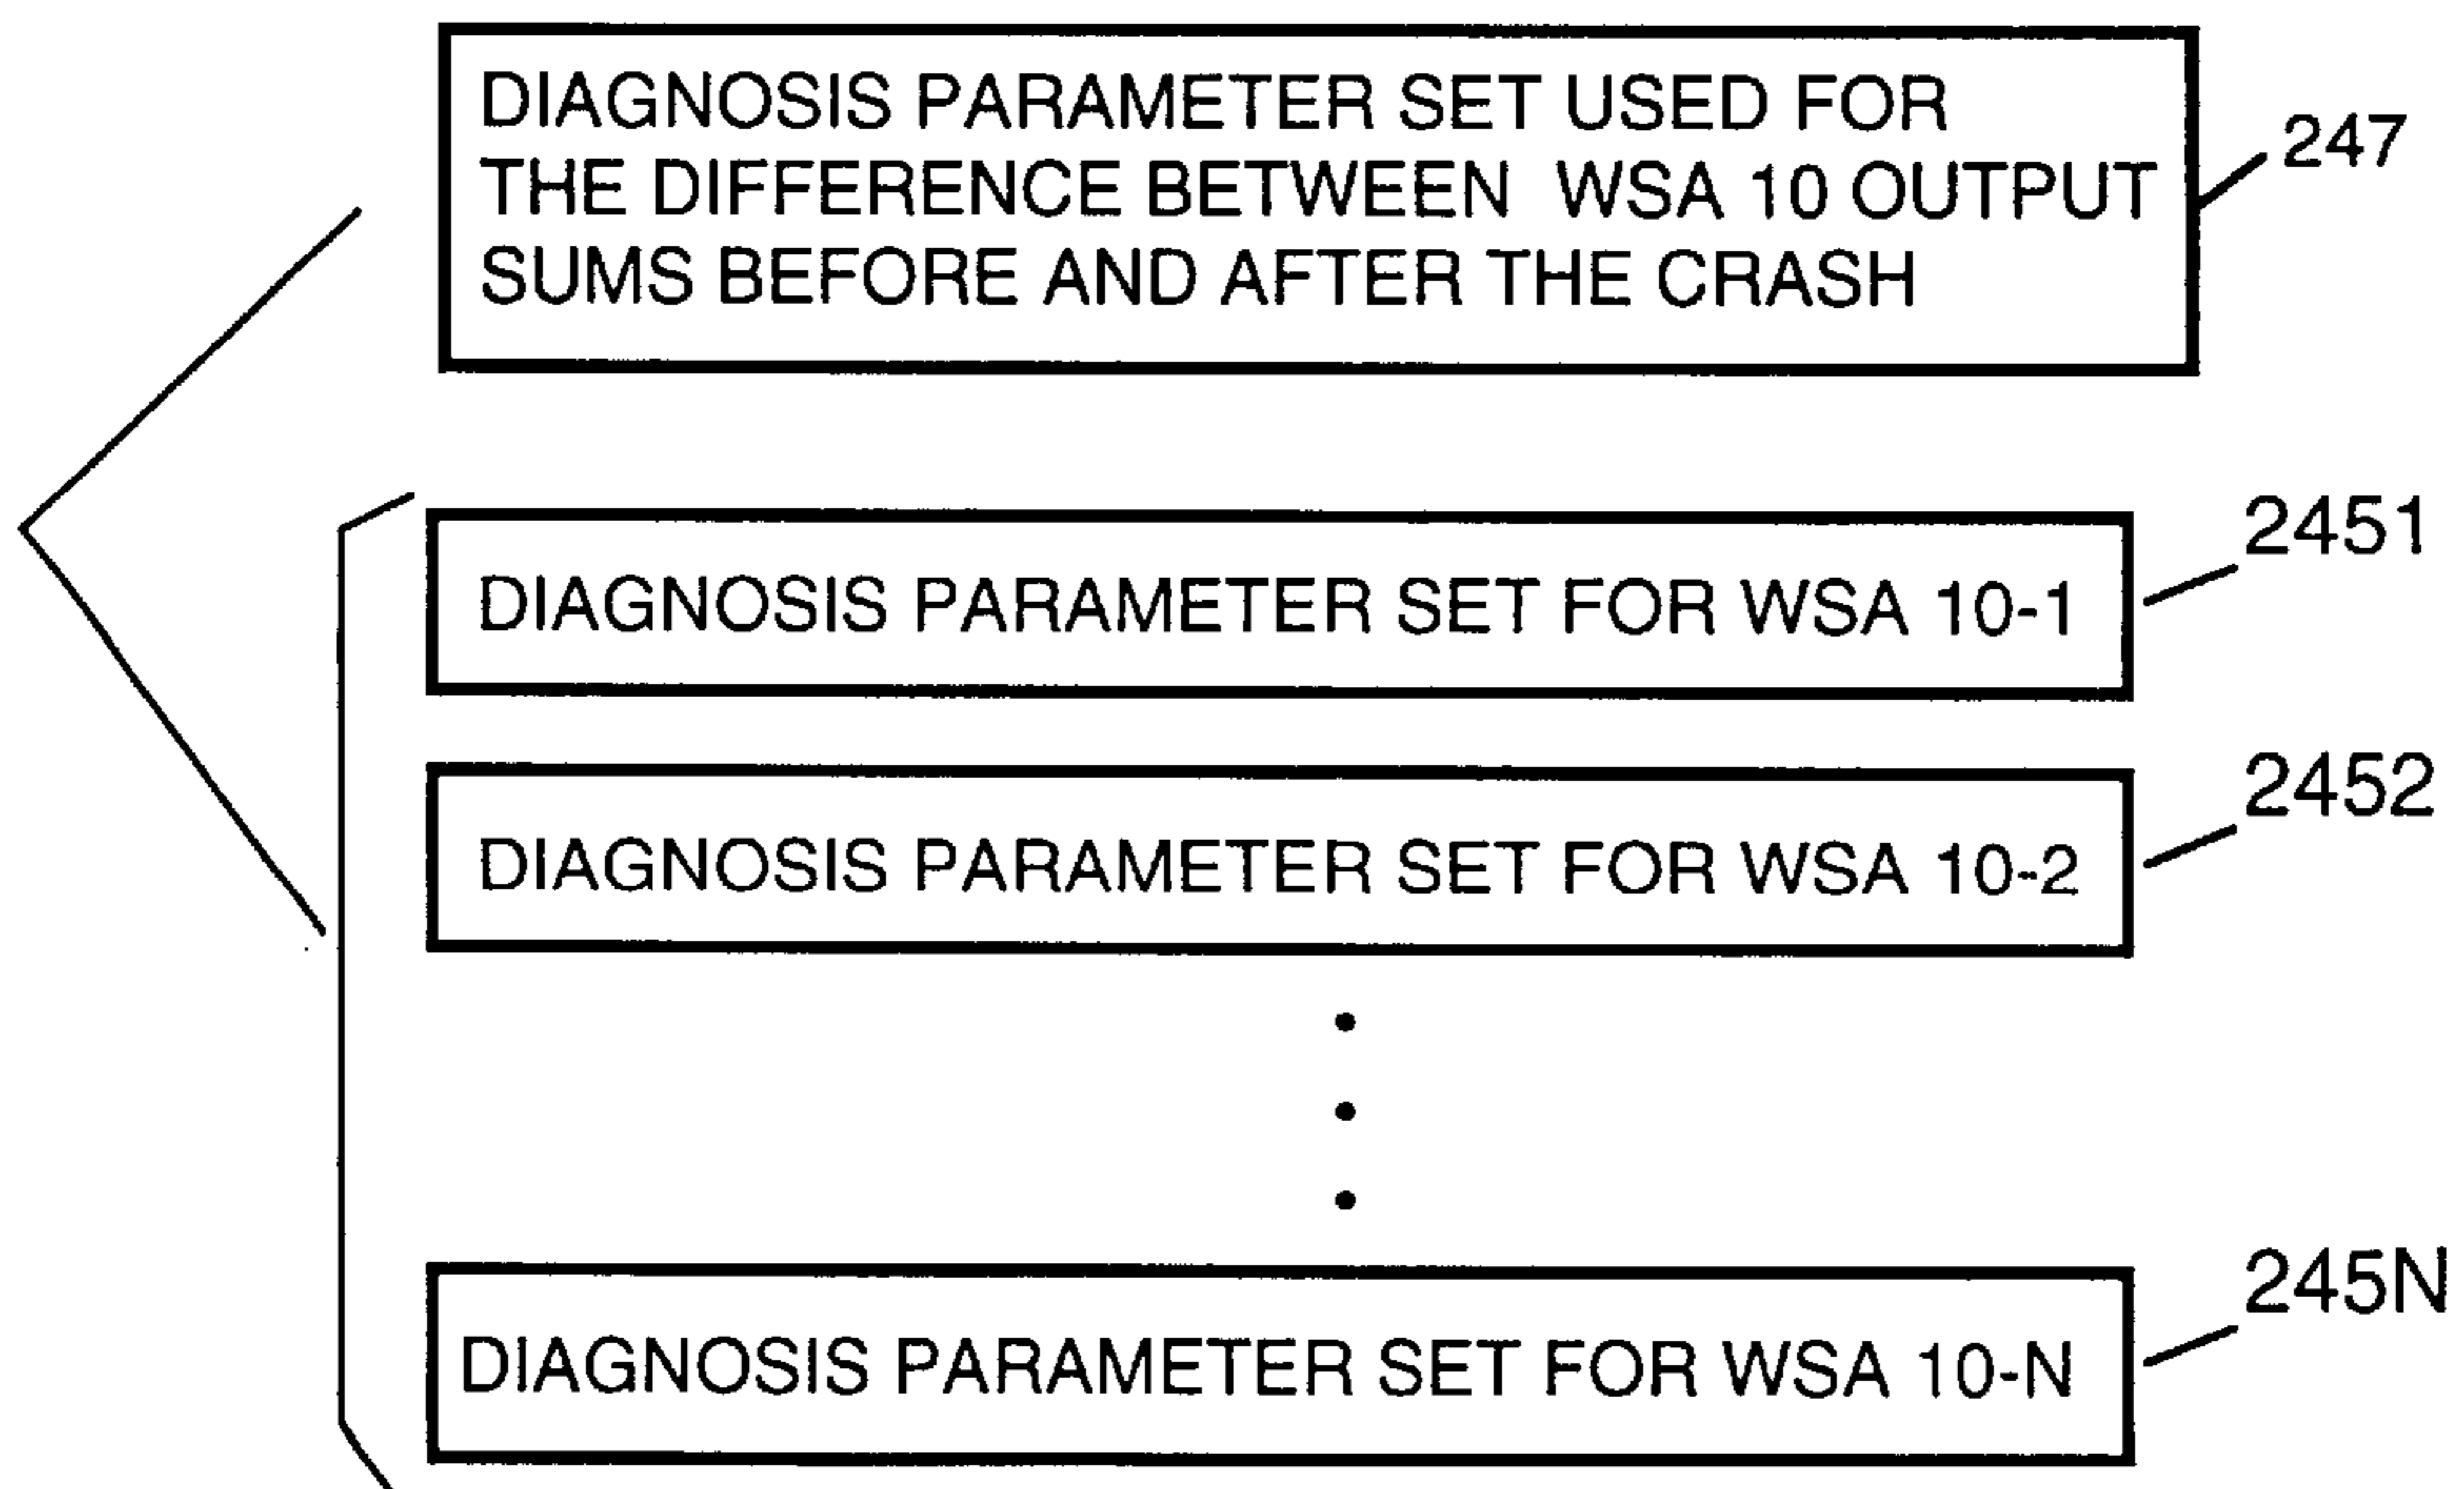 DIAGNOSIS PARAMETER SET USED FOR
THE DIFFERENCE BETWEEN WSA 10 OUTPUT
SUMS BEFORE AND AFTER THE CRASH
247
2451
DIAGNOSIS PARAMETER SET FOR WSA 10-1
2452
DIAGNOSIS PARAMETER SET FOR WSA 10-2
245N
DIAGNOSIS PARAMETER SET FOR WSA 10-N